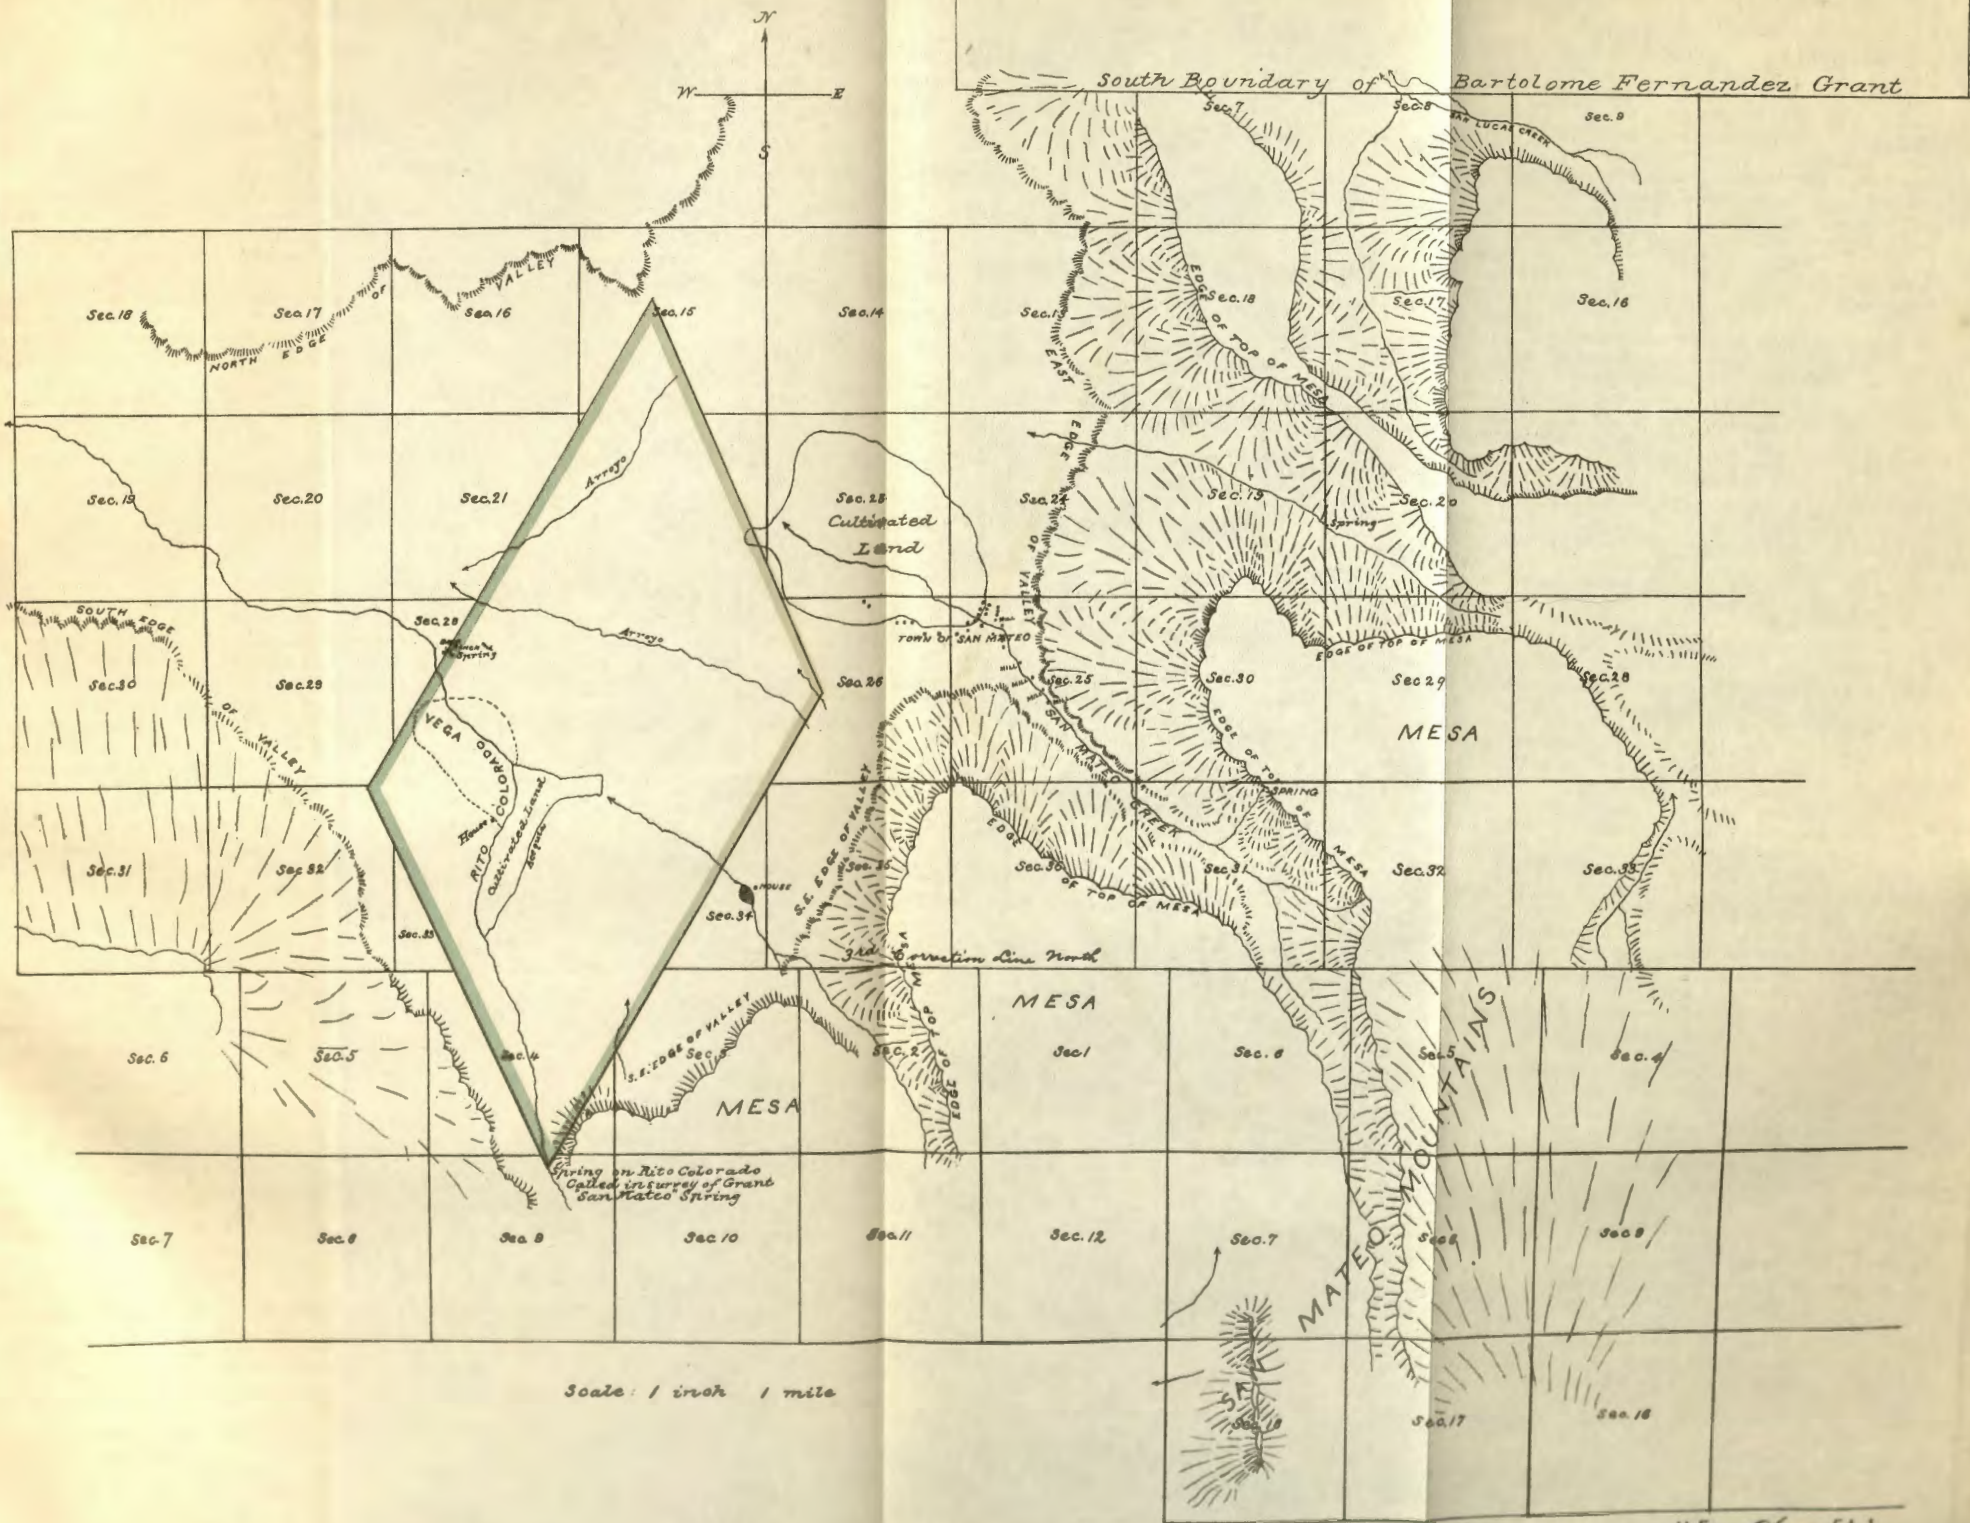 N
W E
S
South Boundary of Bartolome Fernandez Grant
Sec. 7 Sec. 8 Sec. 9
SAN LUCAS CREEK
Sec. 18 Sec. 17 Sec. 16 Sec. 15 Sec. 14 Sec. 18 Sec. 17 Sec. 16
NORTH EDGE OF VALLEY
EDGE OF TOP OF MESA
EAST EDGE OF VALLEY
Sec. 19 Sec. 20 Sec. 21 Sec. 24 Sec. 19 Sec. 20
Arroyo
Cultivated
Land
Spring
SOUTH EDGE OF VALLEY
Sec. 28
Spring
Arroyo
TOWN OF SAN MATEO
EDGE OF TOP OF MESA
Sec. 30 Sec. 29 Sec. 26 Sec. 25 Sec. 30 Sec. 29 Sec. 28
MILL
VEGA
RITO COLORADO
SAN MATEO CREEK
EDGE OF TOP OF MESA
MESA
SPRING
House
Cultivated Land
S.E. EDGE OF VALLEY
EDGE OF TOP OF MESA
Sec. 31 Sec. 32 Sec. 33 Sec. 34 Sec. 35 Sec. 36 Sec. 31 Sec. 32 Sec. 33
HOUSE
3rd Correction Line North
MESA
EDGE OF TOP OF MESA
S.E. EDGE OF VALLEY
Sec. 6 Sec. 5 Sec. 4 Sec. Sec. 2 Sec 1 Sec. 6 Sec. 5 Sec. 4
MESA
SAN MATEO MOUNTAINS
Spring on Rito Colorado
Called in survey of Grant
"San Mateo" Spring
Sec. 7 Sec. 8 Sec. 9 Sec. 10 Sec. 11 Sec. 12 Sec. 7 Sec. 8 Sec. 9
Scale: 1 inch 1 mile
Sec. 18 Sec. 17 Sec. 16